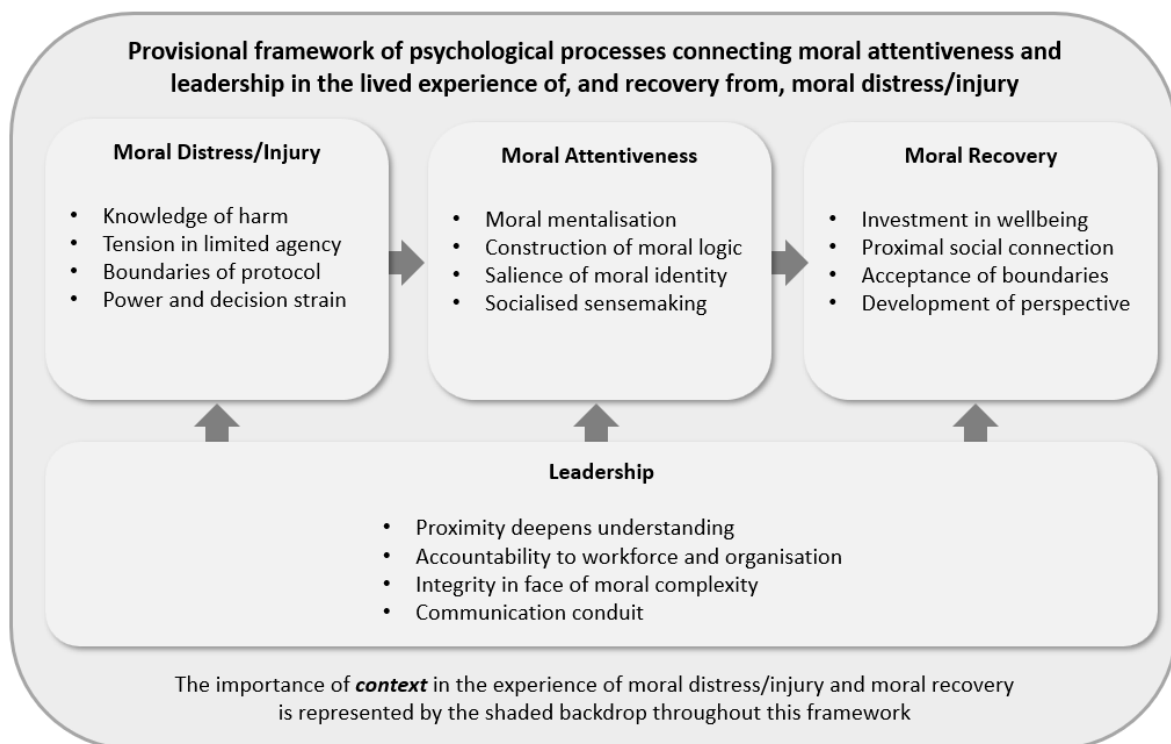 Provisional framework of psychological processes connecting moral attentiveness and
leadership in the lived experience of, and recovery from, moral distress/injury
Moral Distress/Injury
• Knowledge of harm
• Tension in limited agency
• Boundaries of protocol
• Power and decision strain
Moral Attentiveness
• Moral mentalisation
• Construction of moral logic
• Salience of moral identity
• Socialised sensemaking
Moral Recovery
• Investment in wellbeing
• Proximal social connection
• Acceptance of boundaries
• Development of perspective
Leadership
• Proximity deepens understanding
• Accountability to workforce and organisation
• Integrity in face of moral complexity
• Communication conduit
The importance of context in the experience of moral distress/injury and moral recovery
is represented by the shaded backdrop throughout this framework